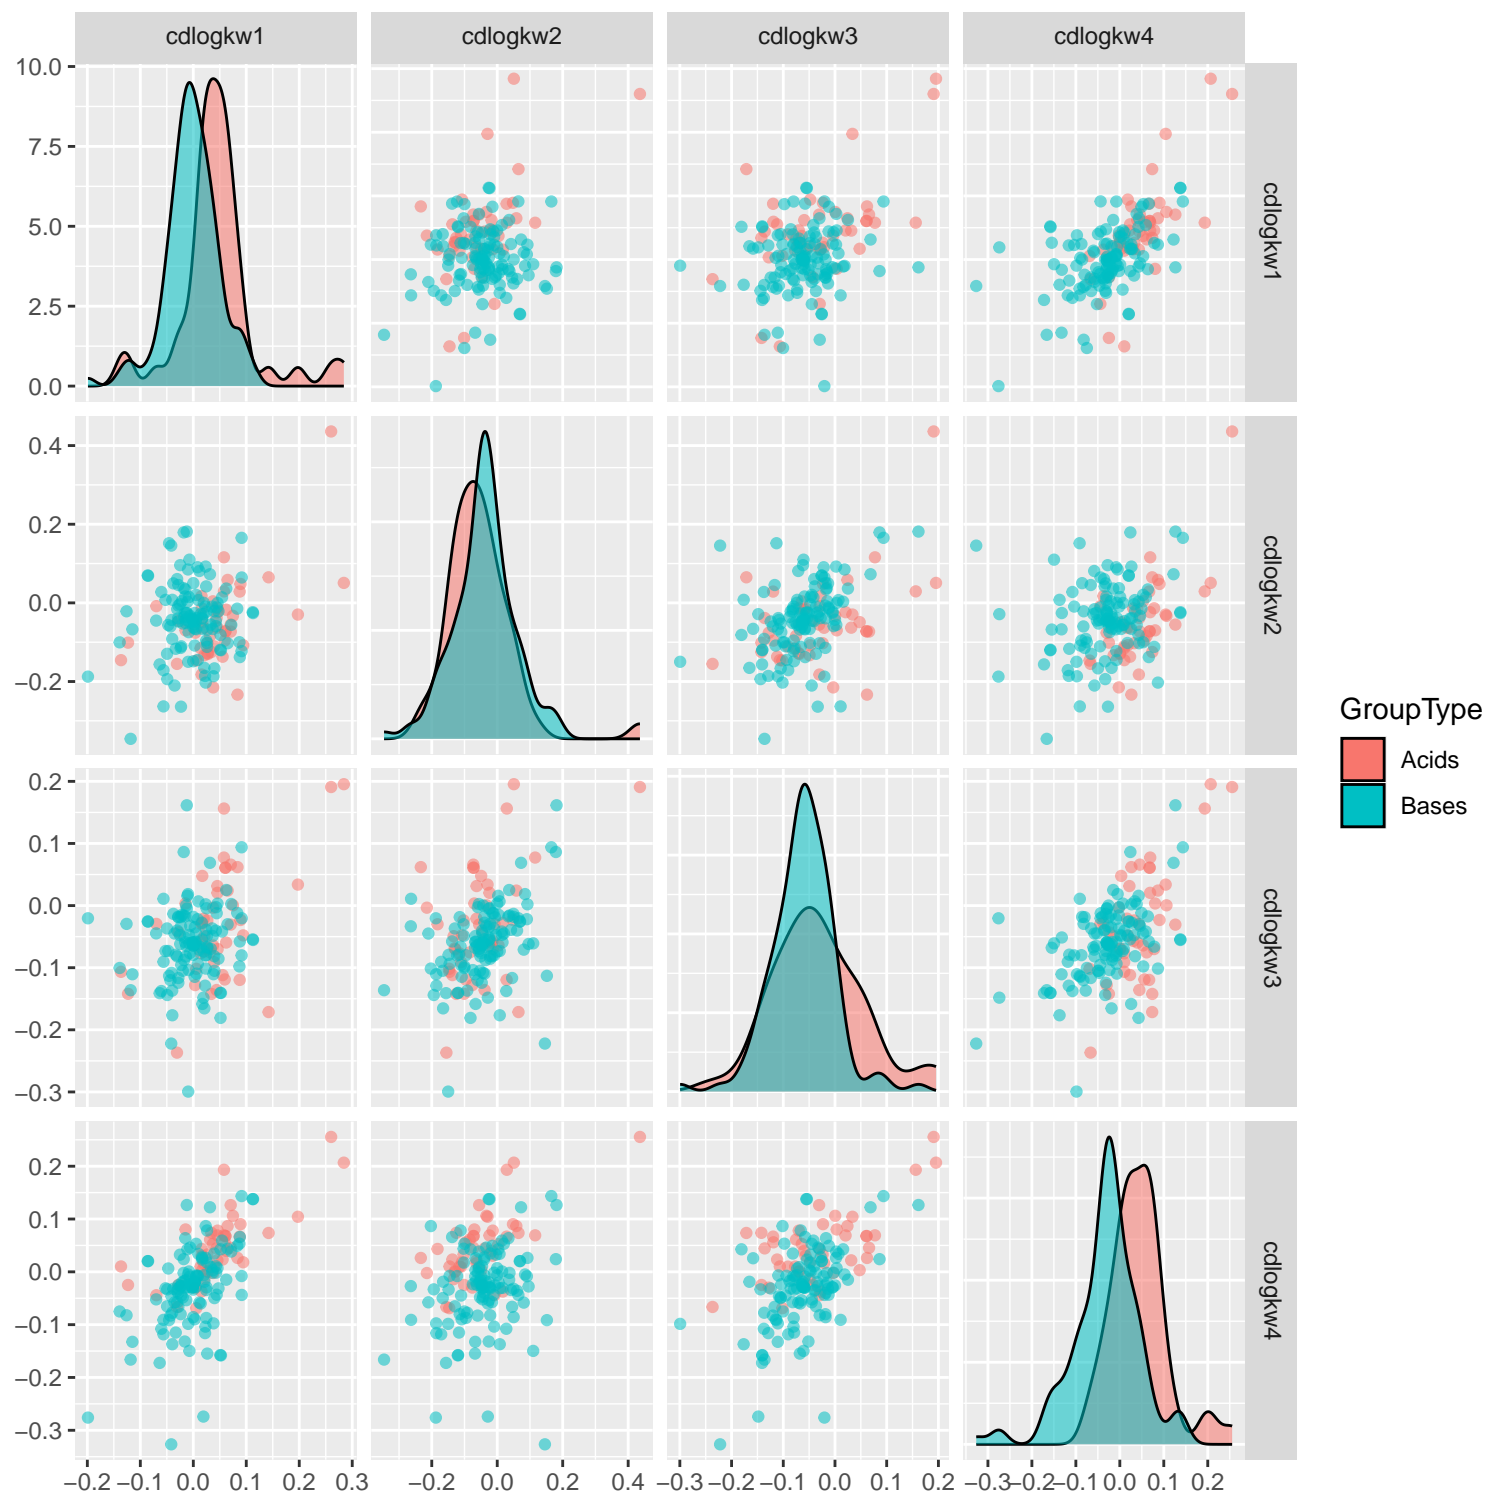 cdlogkw1 cdlogkw2 cdlogkw3 cdlogkw4
10.0
7.5
5.0
2.5
0.0
cdlogkw1
0.4
0.2
0.0
−0.2
cdlogkw2
GroupType
Acids
Bases
0.2
0.1
0.0
−0.1
−0.2
−0.3
cdlogkw3
0.2
0.1
0.0
−0.1
−0.2
−0.3
cdlogkw4
−0.2 −0.1 0.0 0.1 0.2 0.3 −0.2 0.0 0.2 0.4 −0.3 −0.2 −0.1 0.0 0.1 0.2 −0.3 −0.2 −0.1 0.0 0.1 0.2